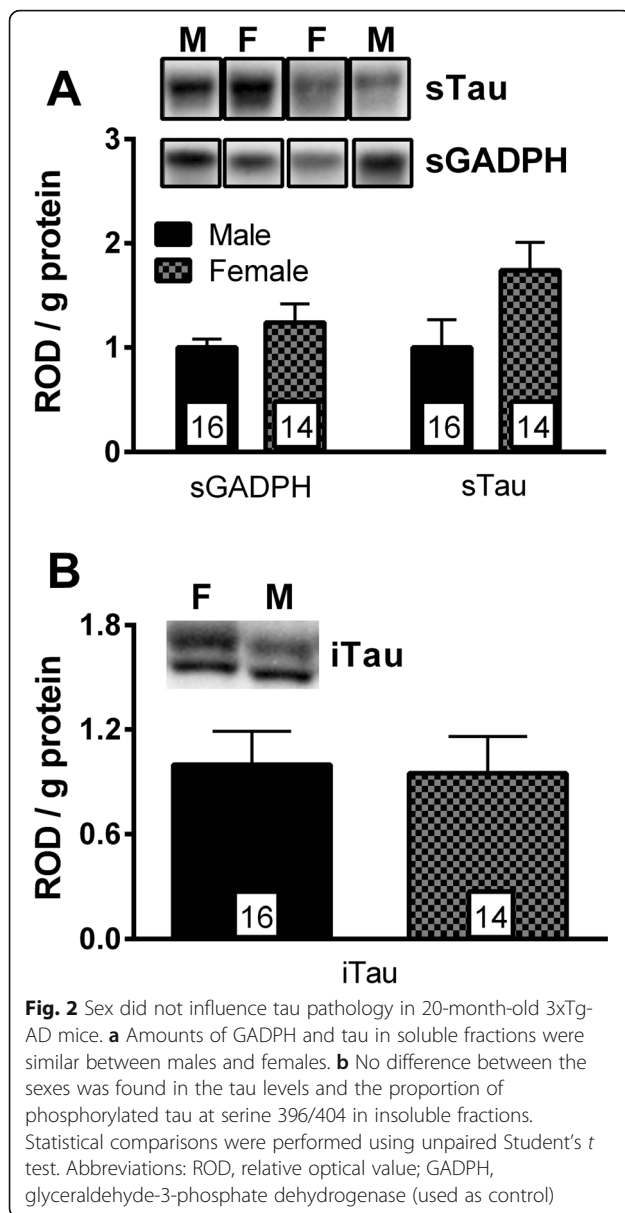 A
M F F M
sTau
sGADPH
3
2
1
0
ROD / g protein
Male
Female
16 14 16 14
sGADPH sTau
B
F M
iTau
1.8
1.2
0.6
0.0
ROD / g protein
16 14
iTau
Fig. 2 Sex did not influence tau pathology in 20-month-old 3xTg-
AD mice. a Amounts of GADPH and tau in soluble fractions were
similar between males and females. b No difference between the
sexes was found in the tau levels and the proportion of
phosphorylated tau at serine 396/404 in insoluble fractions.
Statistical comparisons were performed using unpaired Student's t
test. Abbreviations: ROD, relative optical value; GADPH,
glyceraldehyde-3-phosphate dehydrogenase (used as control)